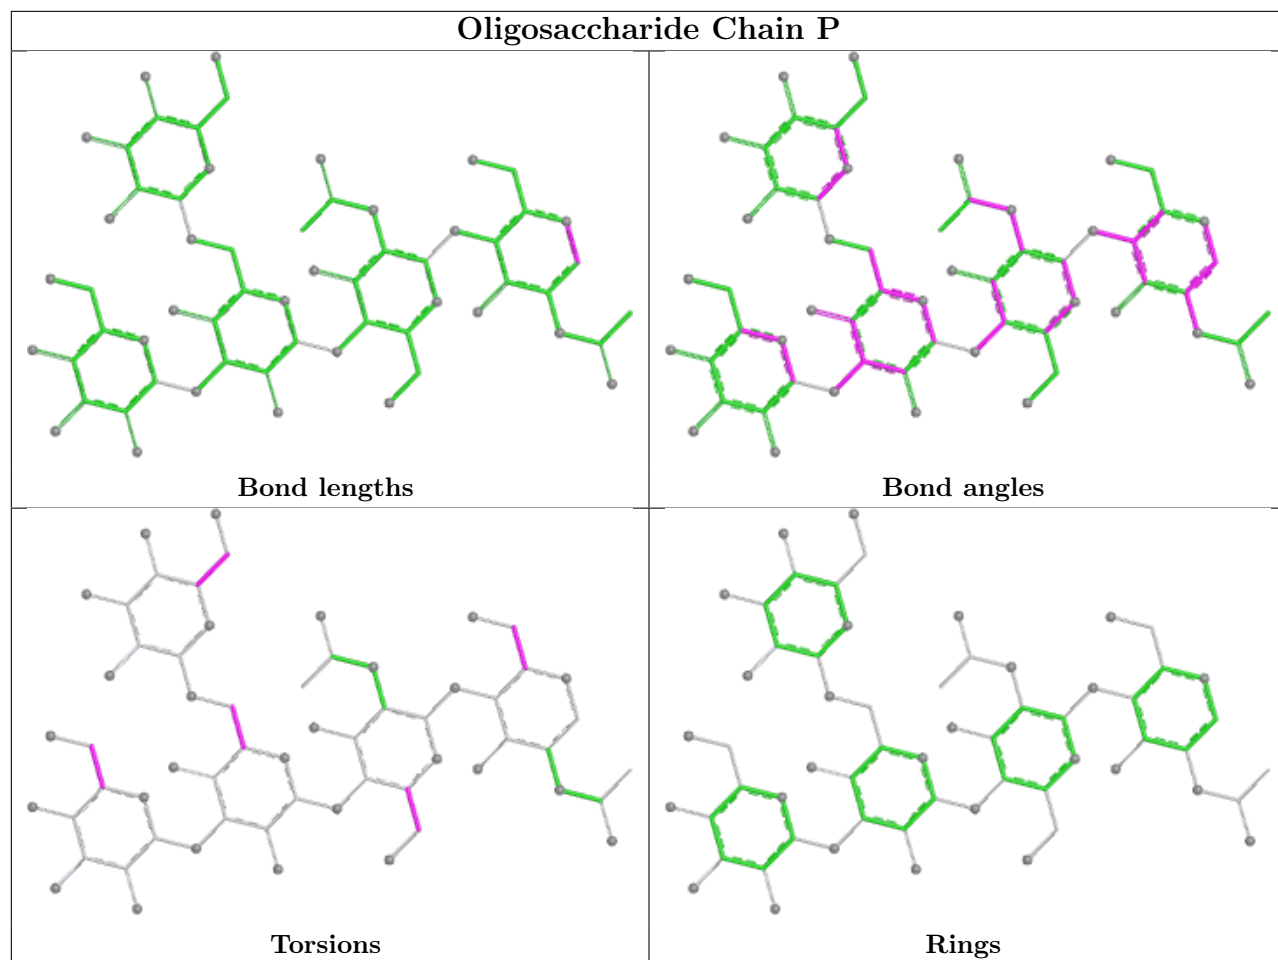 Oligosaccharide Chain P
Bond lengths
Bond angles
Torsions
Rings